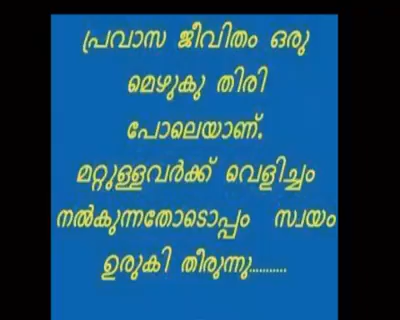 പ്രവാസ ജീവിതം ഒരു
മെഴുകു തിരി
പോലെയാണ്.
മറ്റുള്ളവർക്ക് വെളിച്ചം
നൽകുന്നതോടൊപ്പം സ്വയം
ഉരുകി തീരുന്നു..........